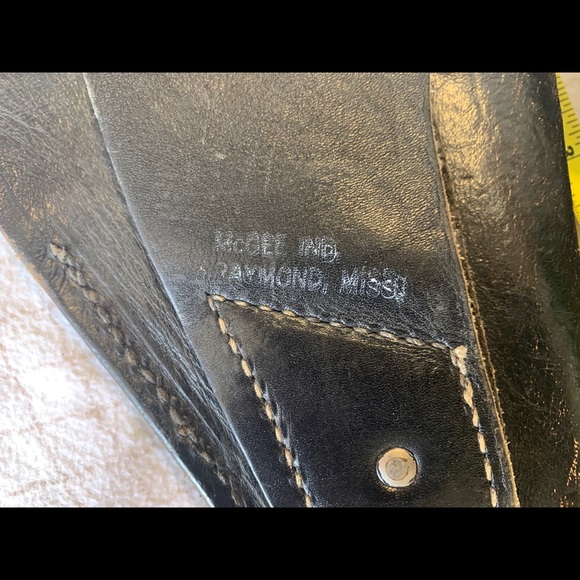 McGEE IND.
RAYMOND, MISS.